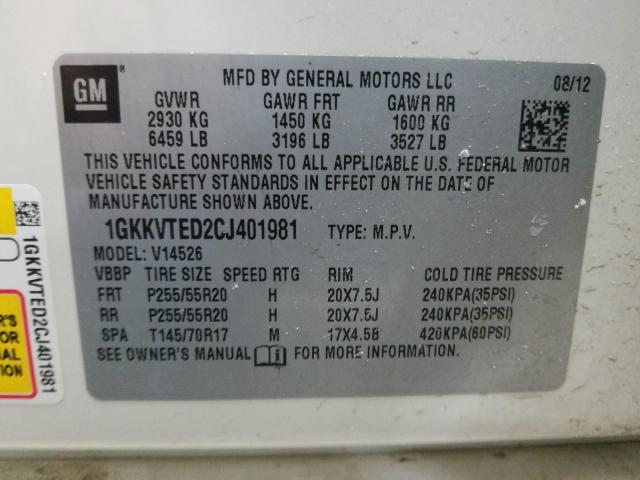 GM
MFD BY GENERAL MOTORS LLC 08/12
GVWR GAWR FRT GAWR RR
2930 KG 1450 KG 1600 KG
6459 LB 3196 LB 3527 LB
THIS VEHICLE CONFORMS TO ALL APPLICABLE U.S. FEDERAL MOTOR
VEHICLE SAFETY STANDARDS IN EFFECT ON THE DATE OF
MANUFACTURE SHOWN ABOVE.
1GKKVTED2CJ401981 TYPE: M.P.V.
MODEL: V14526
VBBP TIRE SIZE SPEED RTG RIM COLD TIRE PRESSURE
FRT P255/55R20 H 20X7.5J 240KPA(35PSI)
RR P255/55R20 H 20X7.5J 240KPA(35PSI)
SPA T145/70R17 M 17X4.5B 420KPA(60PSI)
SEE OWNER'S MANUAL FOR MORE INFORMATION.
1GKKVTED2CJ401981